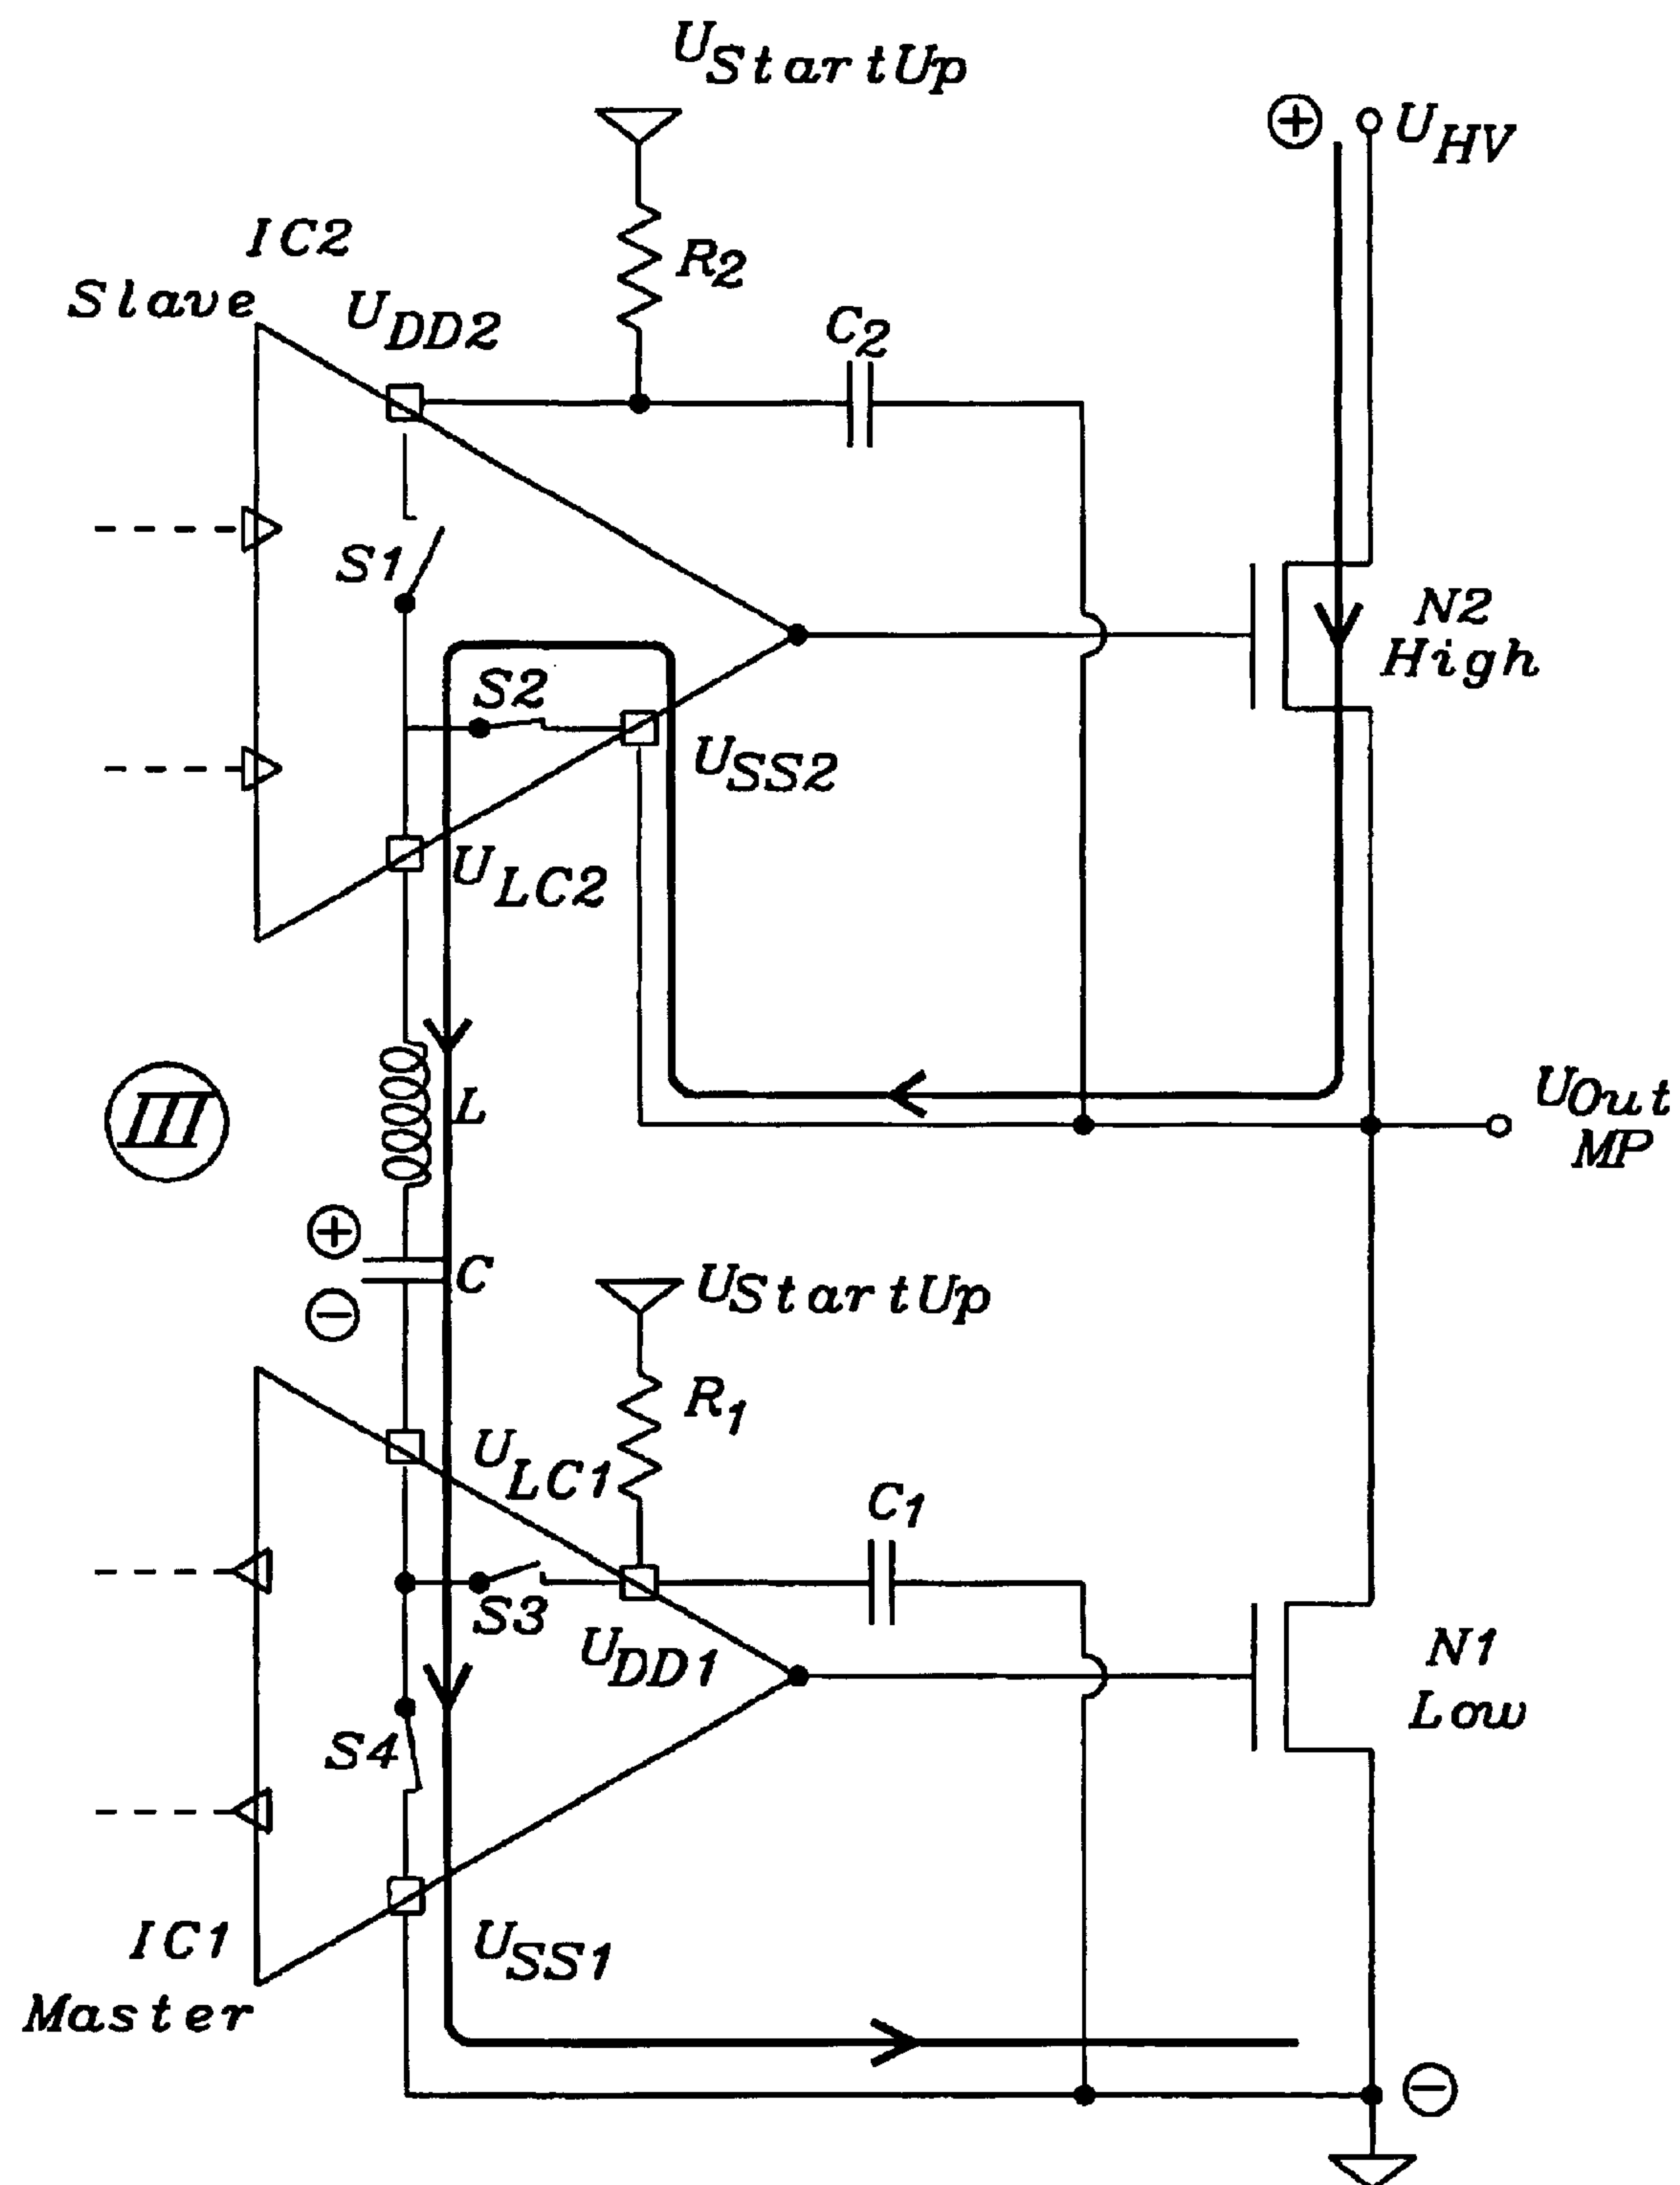 UStartUp
+
UHV
IC2
Slave
UDD2
R2
C2
S1
N2
High
S2
USS2
ULC2
III
L
UOut
MP
+
C
−
UStartUp
R1
ULC1
C1
S3
UDD1
N1
Low
S4
IC1
USS1
Master
−